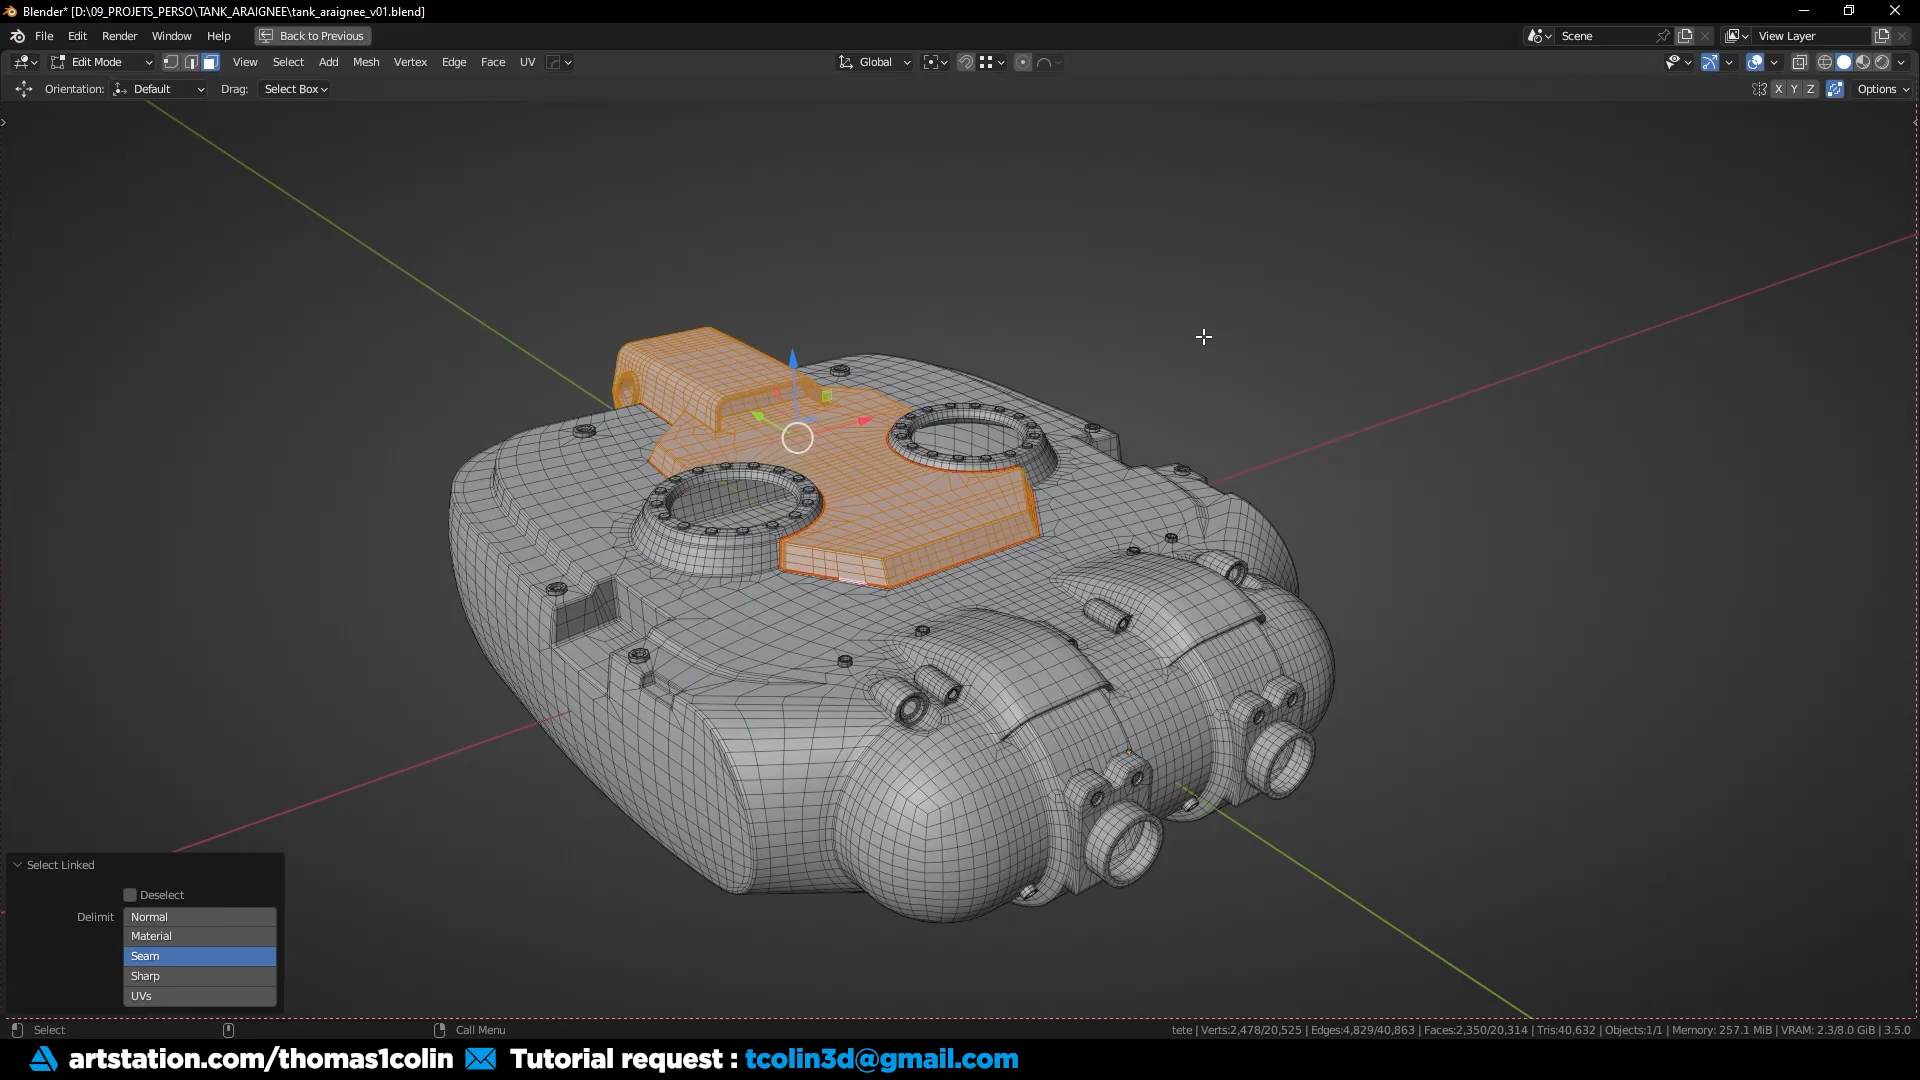 Blender* [D:\09_PROJETS_PERSO\TANK_ARAIGNEE\tank_araignee_v01.blend]
File Edit Render Window Help Back to Previous Scene View Layer
Edit Mode View Select Add Mesh Vertex Edge Face UV Global
Orientation: Default Drag: Select Box X Y Z Options
Select Linked
Deselect
Delimit Normal
Material
Seam
Sharp
UVs
Select Call Menu tete | Verts:2,478/20,525 | Edges:4,829/40,863 | Faces:2,350/20,314 | Tris:40,632 | Objects:1/1 | Memory: 257.1 MiB | VRAM: 2.3/8.0 GiB | 3.5.0
artstation.com/thomas1colin Tutorial request : tcolin3d@gmail.com